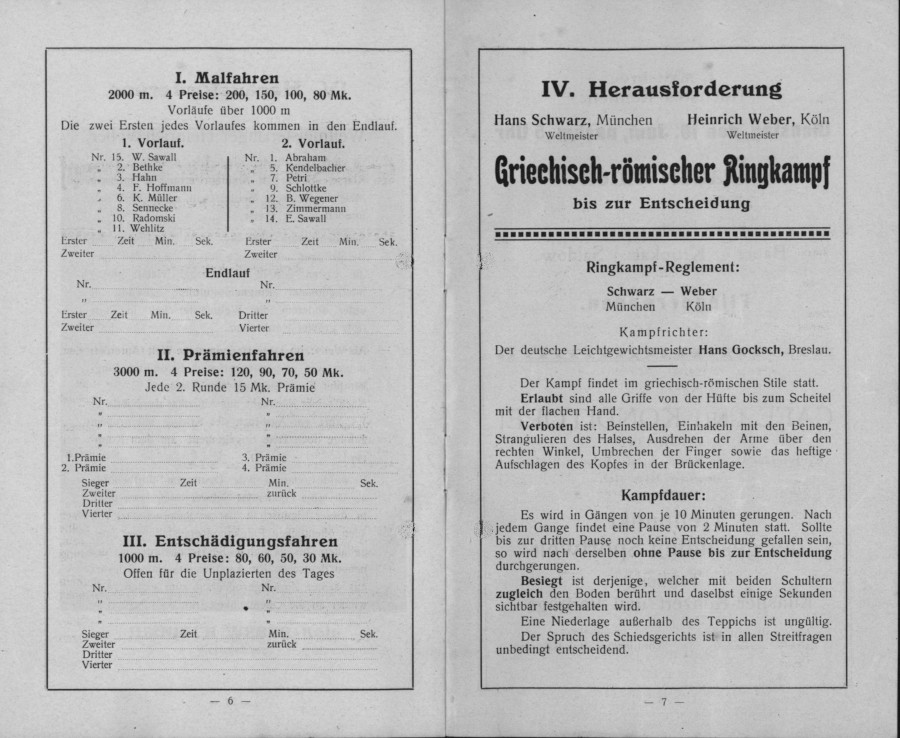 I. Malfahren
2000 m. 4 Preise: 200, 150, 100, 80 Mk.
Vorläufe über 1000 m
Die zwei Ersten jedes Vorlaufes kommen in den Endlauf.
1. Vorlauf.
Nr. 15. W. Sawall
„ 2. Bethke
„ 3. Hahn
„ 4. F. Hoffmann
„ 6. K. Müller
„ 8. Sennecke
„ 10. Radomski
„ 11. Wehlitz
2. Vorlauf.
Nr. 1. Abraham
„ 5. Kendelbacher
„ 7. Petri
„ 9. Schlottke
„ 12. B. Wegener
„ 13. Zimmermann
„ 14. E. Sawall
Erster Zeit Min. Sek. Erster Zeit Min. Sek.
Zweiter Zweiter
Endlauf
Nr. Nr.
„ „
Erster Zeit Min. Sek. Dritter
Zweiter Vierter
II. Prämienfahren
3000 m. 4 Preise: 120, 90, 70, 50 Mk.
Jede 2. Runde 15 Mk. Prämie
Nr. Nr.
„ „
„ „
„ „
„ „
1.Prämie 3. Prämie
2. Prämie 4. Prämie
Sieger Zeit Min. Sek.
Zweiter zurück
Dritter
Vierter
III. Entschädigungsfahren
1000 m. 4 Preise: 80, 60, 50, 30 Mk.
Offen für die Unplazierten des Tages
Nr. Nr.
„ „
„ „
„ „
Sieger Zeit Min. Sek.
Zweiter zurück
Dritter
Vierter
— 6 —
IV. Herausforderung
Hans Schwarz, München Heinrich Weber, Köln
Weltmeister Weltmeister
Griechisch-römischer Ringkampf
bis zur Entscheidung
Ringkampf-Reglement:
Schwarz — Weber
München Köln
Kampfrichter:
Der deutsche Leichtgewichtsmeister Hans Gocksch, Breslau.
Der Kampf findet im griechisch-römischen Stile statt.
Erlaubt sind alle Griffe von der Hüfte bis zum Scheitel
mit der flachen Hand.
Verboten ist: Beinstellen, Einhakeln mit den Beinen,
Strangulieren des Halses, Ausdrehen der Arme über den
rechten Winkel, Umbrechen der Finger sowie das heftige
Aufschlagen des Kopfes in der Brückenlage.
Kampfdauer:
Es wird in Gängen von je 10 Minuten gerungen. Nach
jedem Gange findet eine Pause von 2 Minuten statt. Sollte
bis zur dritten Pause noch keine Entscheidung gefallen sein,
so wird nach derselben ohne Pause bis zur Entscheidung
durchgerungen.
Besiegt ist derjenige, welcher mit beiden Schultern
zugleich den Boden berührt und daselbst einige Sekunden
sichtbar festgehalten wird.
Eine Niederlage außerhalb des Teppichs ist ungültig.
Der Spruch des Schiedsgerichts ist in allen Streitfragen
unbedingt entscheidend.
— 7 —